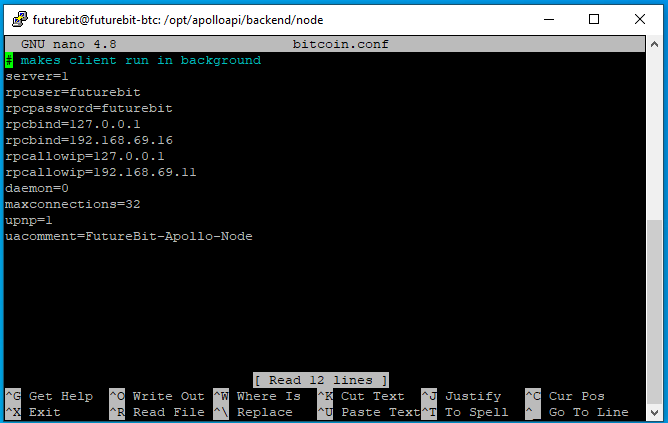 futurebit@futurebit-btc: /opt/apolloapi/backend/node
GNU nano 4.8 bitcoin.conf
# makes client run in background
server=1
rpcuser=futurebit
rpcpassword=futurebit
rpcbind=127.0.0.1
rpcbind=192.168.69.16
rpcallowip=127.0.0.1
rpcallowip=192.168.69.11
daemon=0
maxconnections=32
upnp=1
uacomment=FutureBit-Apollo-Node
[ Read 12 lines ]
^G Get Help ^O Write Out ^W Where Is ^K Cut Text ^J Justify ^C Cur Pos
^X Exit ^R Read File ^\ Replace ^U Paste Text ^T To Spell ^_ Go To Line